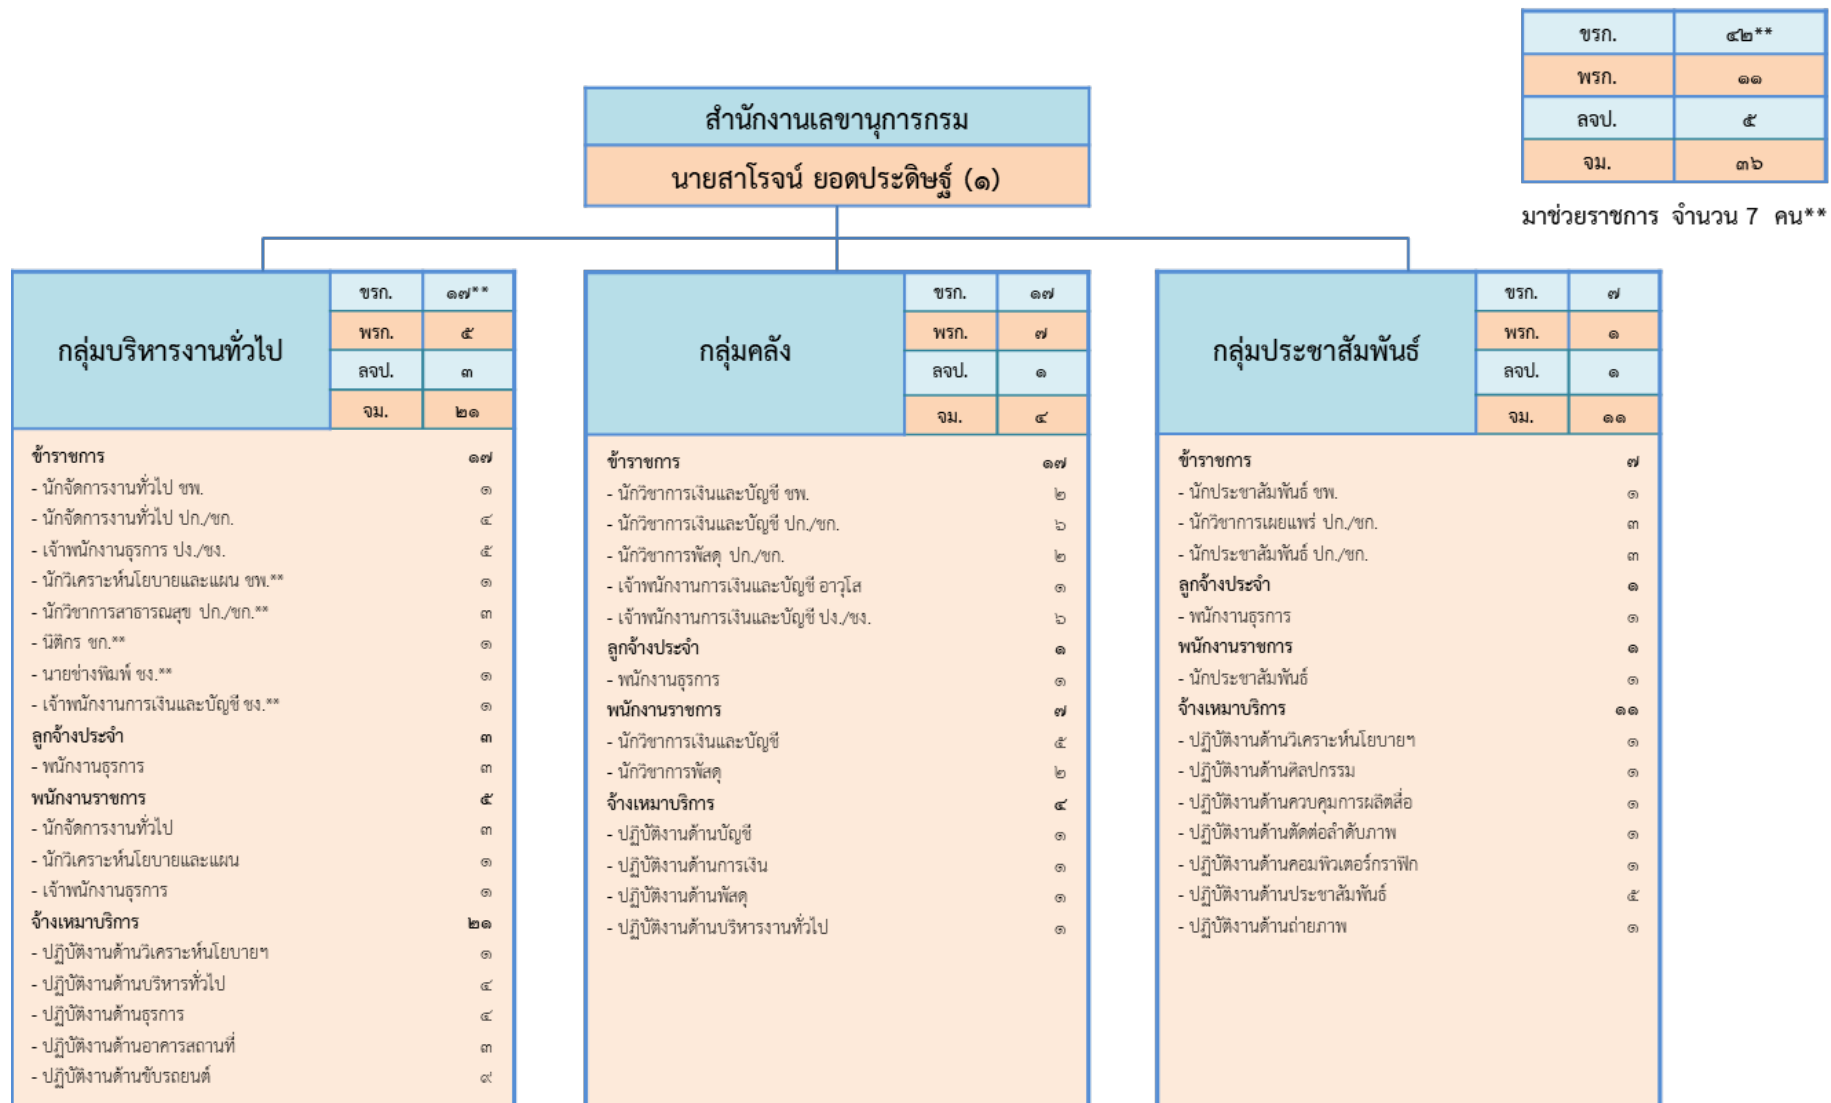 ขรก. ๔๒**
พรก. ๑๑
ลจป. ๕
จม. ๓๖
มาช่วยราชการ จำนวน 7 คน**
สำนักงานเลขานุการกรม
นายสาโรจน์ ยอดประดิษฐ์ (๑)
กลุ่มบริหารงานทั่วไป
ขรก. ๑๗**
พรก. ๕
ลจป. ๓
จม. ๒๑
ข้าราชการ ๑๗
- นักจัดการงานทั่วไป ชพ. ๑
- นักจัดการงานทั่วไป ปก./ชก. ๔
- เจ้าพนักงานธุรการ ปง./ชง. ๕
- นักวิเคราะห์นโยบายและแผน ชพ.** ๑
- นักวิชาการสาธารณสุข ปก./ชก.** ๓
- นิติกร ชก.** ๑
- นายช่างพิมพ์ ชง.** ๑
- เจ้าพนักงานการเงินและบัญชี ชง.** ๑
ลูกจ้างประจำ ๓
- พนักงานธุรการ ๓
พนักงานราชการ ๕
- นักจัดการงานทั่วไป ๓
- นักวิเคราะห์นโยบายและแผน ๑
- เจ้าพนักงานธุรการ ๑
จ้างเหมาบริการ ๒๑
- ปฏิบัติงานด้านวิเคราะห์นโยบายฯ ๑
- ปฏิบัติงานด้านบริหารทั่วไป ๔
- ปฏิบัติงานด้านธุรการ ๔
- ปฏิบัติงานด้านอาคารสถานที่ ๓
- ปฏิบัติงานด้านขับรถยนต์ ๙
กลุ่มคลัง
ขรก. ๑๗
พรก. ๗
ลจป. ๑
จม. ๔
ข้าราชการ ๑๗
- นักวิชาการเงินและบัญชี ชพ. ๒
- นักวิชาการเงินและบัญชี ปก./ชก. ๖
- นักวิชาการพัสดุ ปก./ชก. ๒
- เจ้าพนักงานการเงินและบัญชี อาวุโส ๑
- เจ้าพนักงานการเงินและบัญชี ปง./ชง. ๖
ลูกจ้างประจำ ๑
- พนักงานธุรการ ๑
พนักงานราชการ ๗
- นักวิชาการเงินและบัญชี ๕
- นักวิชาการพัสดุ ๒
จ้างเหมาบริการ ๔
- ปฏิบัติงานด้านบัญชี ๑
- ปฏิบัติงานด้านการเงิน ๑
- ปฏิบัติงานด้านพัสดุ ๑
- ปฏิบัติงานด้านบริหารงานทั่วไป ๑
กลุ่มประชาสัมพันธ์
ขรก. ๗
พรก. ๑
ลจป. ๑
จม. ๑๑
ข้าราชการ ๗
- นักประชาสัมพันธ์ ชพ. ๑
- นักวิชาการเผยแพร่ ปก./ชก. ๓
- นักประชาสัมพันธ์ ปก./ชก. ๓
ลูกจ้างประจำ ๑
- พนักงานธุรการ ๑
พนักงานราชการ ๑
- นักประชาสัมพันธ์ ๑
จ้างเหมาบริการ ๑๑
- ปฏิบัติงานด้านวิเคราะห์นโยบายฯ ๑
- ปฏิบัติงานด้านศิลปกรรม ๑
- ปฏิบัติงานด้านควบคุมการผลิตสื่อ ๑
- ปฏิบัติงานด้านตัดต่อลำดับภาพ ๑
- ปฏิบัติงานด้านคอมพิวเตอร์กราฟิก ๑
- ปฏิบัติงานด้านประชาสัมพันธ์ ๕
- ปฏิบัติงานด้านถ่ายภาพ ๑